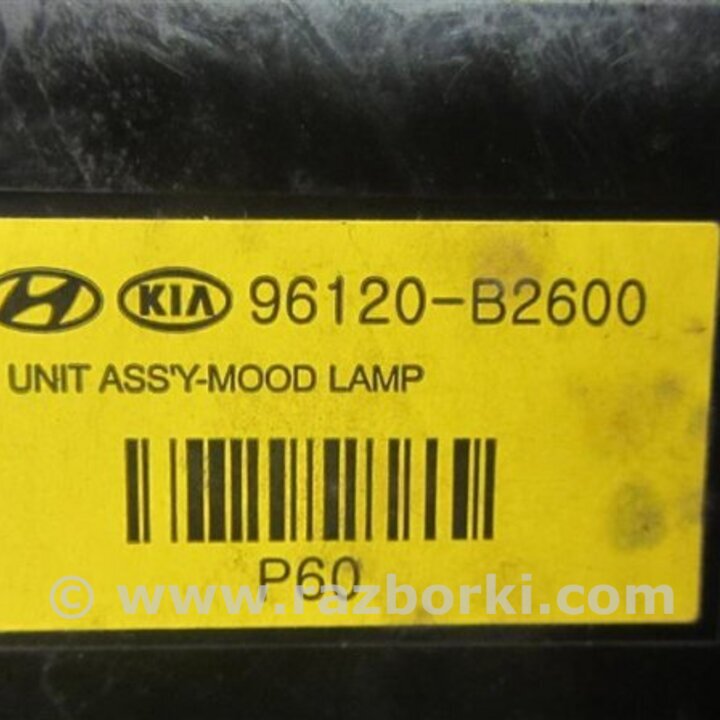 KIA 96120-B2600
UNIT ASS'Y-MOOD LAMP
P60
© www.razborki.com